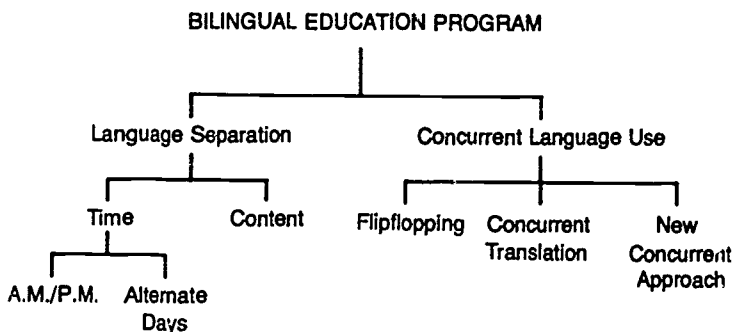 BILINGUAL EDUCATION PROGRAM
Language Separation
Concurrent Language Use
Time
Content
Flipflopping
Concurrent
Translation
New
Concurrent
Approach
A.M./P.M.
Alternate
Days